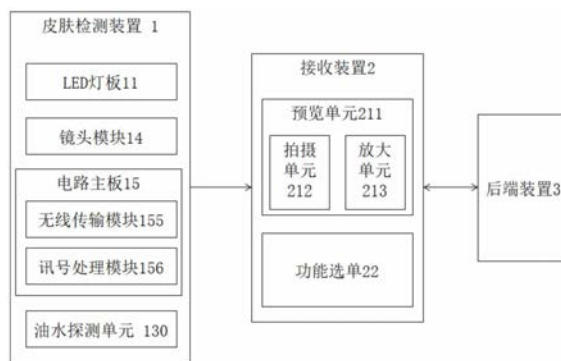 皮肤检测装置 1
LED灯板11
镜头模块14
电路主板15
无线传输模块155
讯号处理模块156
油水探测单元 130
接收装置2
预览单元211
拍摄
单元
212
放大
单元
213
功能选单22
后端装置3